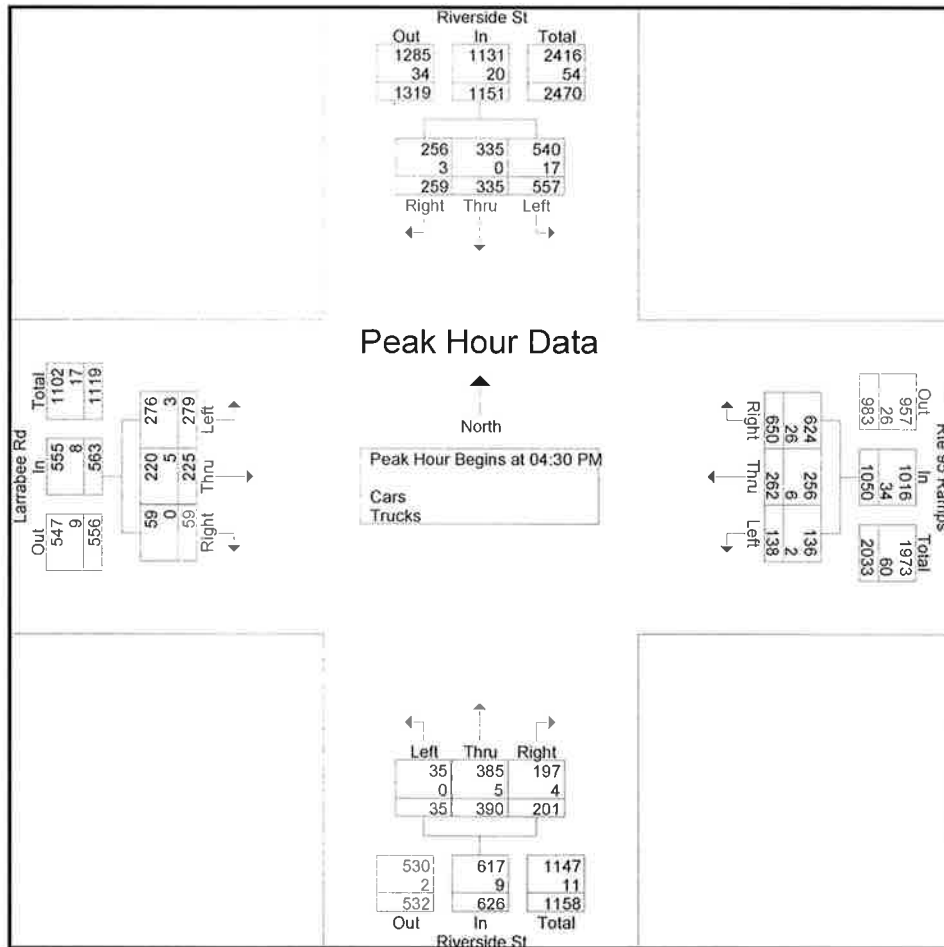 Riverside St
Out In Total
1285 1131 2416
34 20 54
1319 1151 2470
256 335 540
3 0 17
259 335 557
Right Thru Left
Peak Hour Data
North
Peak Hour Begins at 04:30 PM
Cars
Trucks
Larrabee Rd
Total In Out
1102 555 547
17 8 9
1119 563 556
276 220 59
3 5 0
279 225 59
Left Thru Right
Rte 95 Ramps
Out In Total
957 1016 1973
26 34 60
983 1050 2033
624 256 136
26 6 2
650 262 138
Right Thru Left
Left Thru Right
35 385 197
0 5 4
35 390 201
530 617 1147
2 9 11
532 626 1158
Out In Total
Riverside St